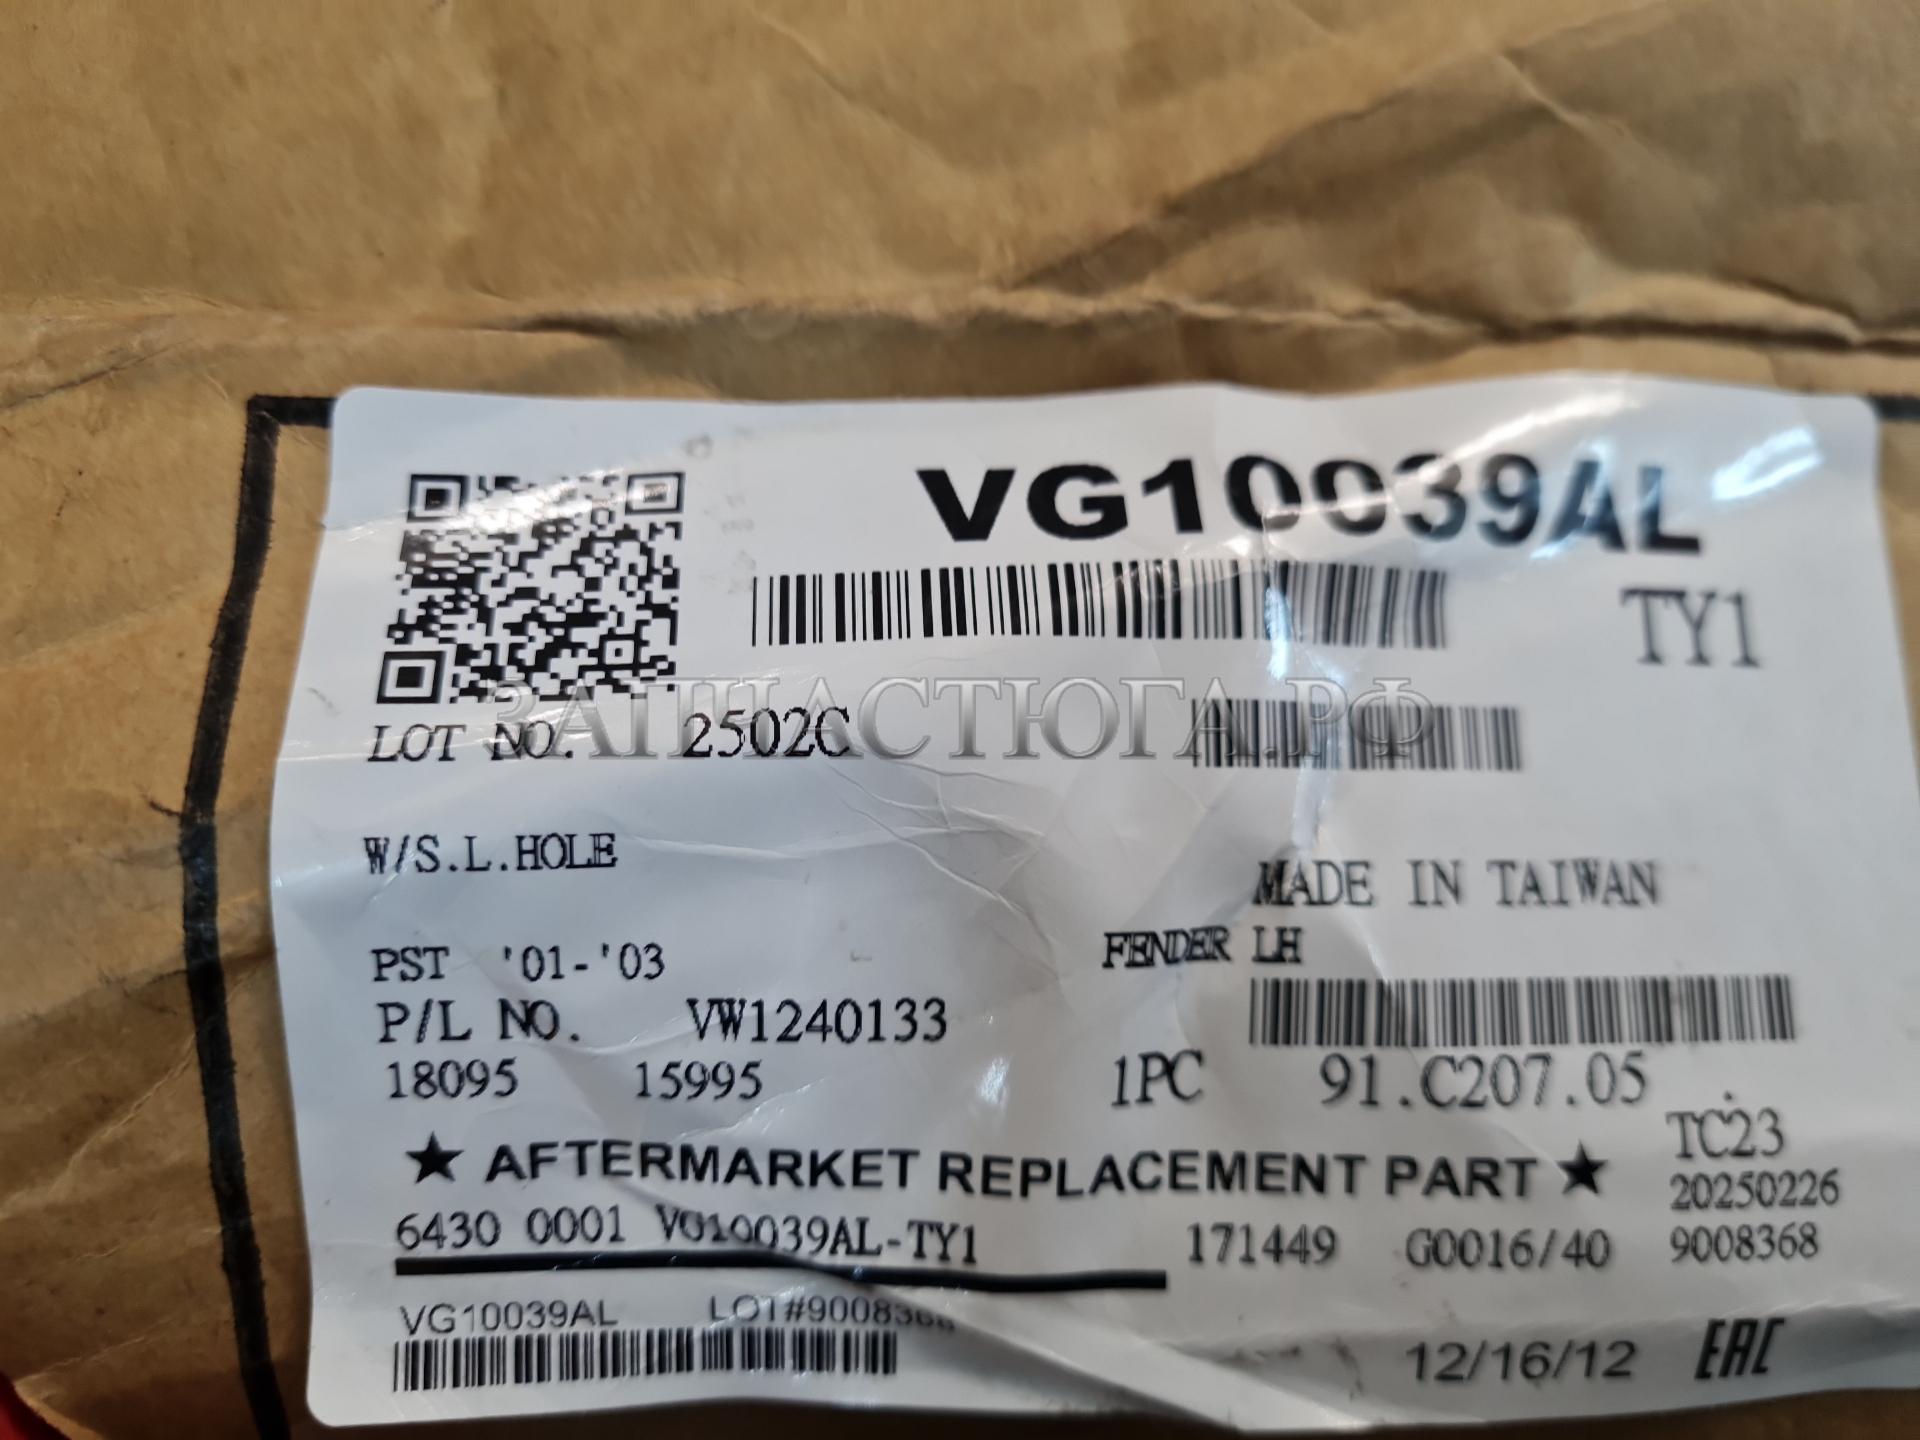 VG10039AL
TY1
ЗАПЧАСТЮГА.РФ
LOT NO. 2502C
W/S.L.HOLE
MADE IN TAIWAN
PST '01-'03
FENDER LH
P/L NO. VW1240133
18095 15995
1PC 91.C207.05
TC23
★ AFTERMARKET REPLACEMENT PART ★
20250226
6430 0001 VG10039AL-TY1 171449 G0016/40 9008368
VG10039AL LOT#9008368
12/16/12 EAC